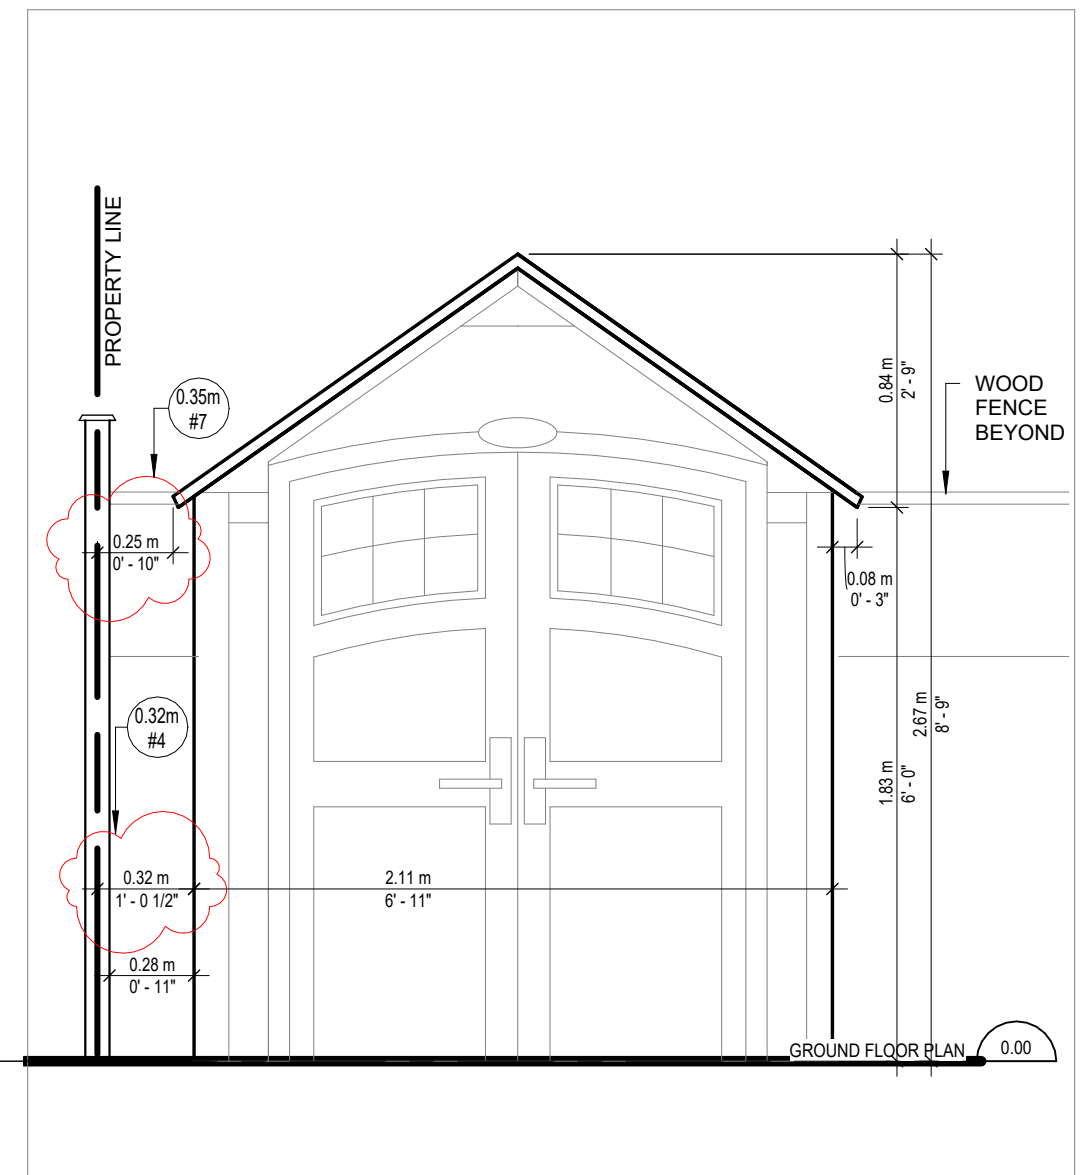 PROPERTY LINE
0.35m
#7
0.84 m
2' - 9"
WOOD
FENCE
BEYOND
0.25 m
0' - 10"
0.08 m
0' - 3"
0.32m
#4
2.67 m
8' - 9"
1.83 m
6' - 0"
0.32 m
1' - 0 1/2"
2.11 m
6' - 11"
0.28 m
0' - 11"
GROUND FLOOR PLAN
0.00